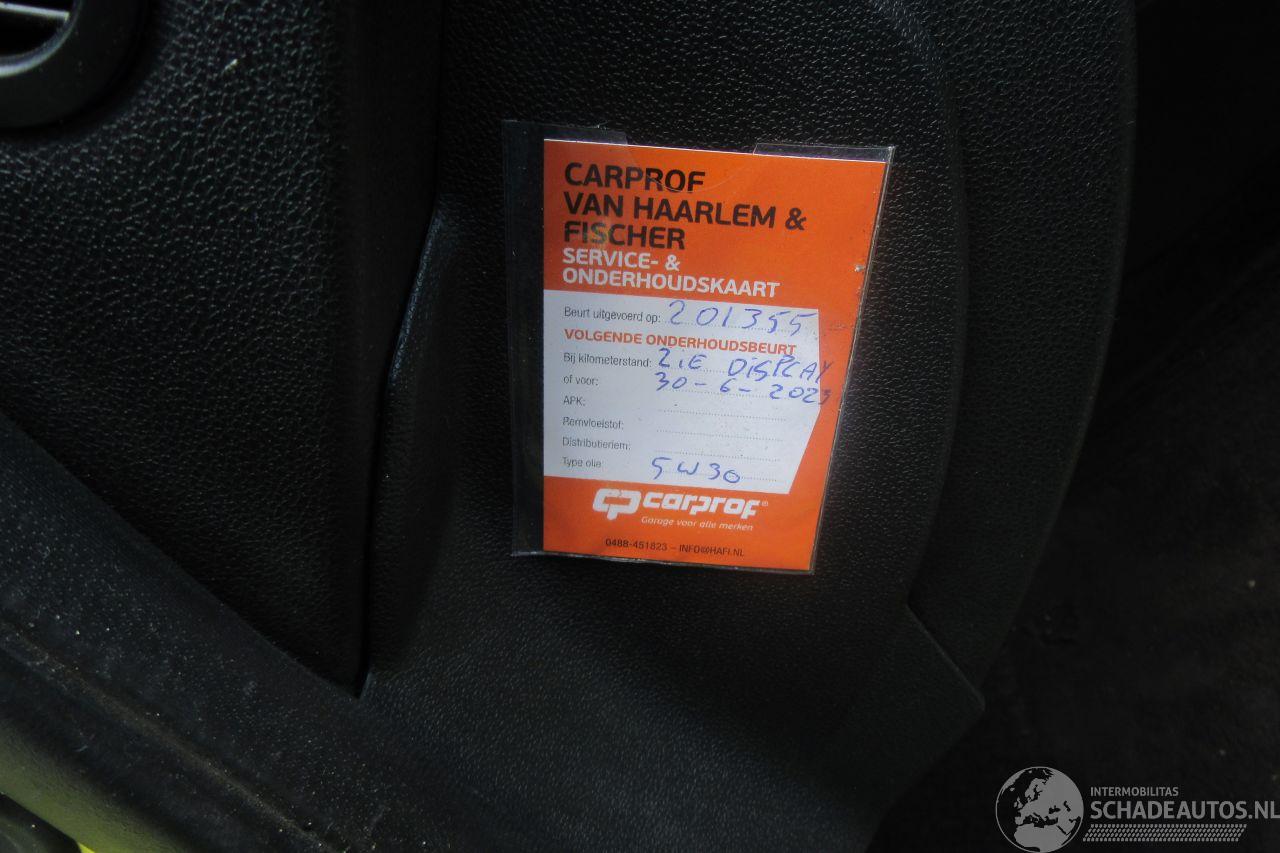 CARPROF
VAN HAARLEM &
FISCHER
SERVICE- &
ONDERHOUDSKAART
Beurt uitgevoerd op: 201355
VOLGENDE ONDERHOUDSBEURT
Bij kilometerstand: ZIE DISPLAY
of voor: 30-6-2023
APK:
Remvloeistof:
Distributieriem:
Type olie: 5W30
CP carprof®
Garage voor alle merken
0488-451823 – INFO@HAFI.NL
INTERMOBILITAS
SCHADEAUTOS.NL